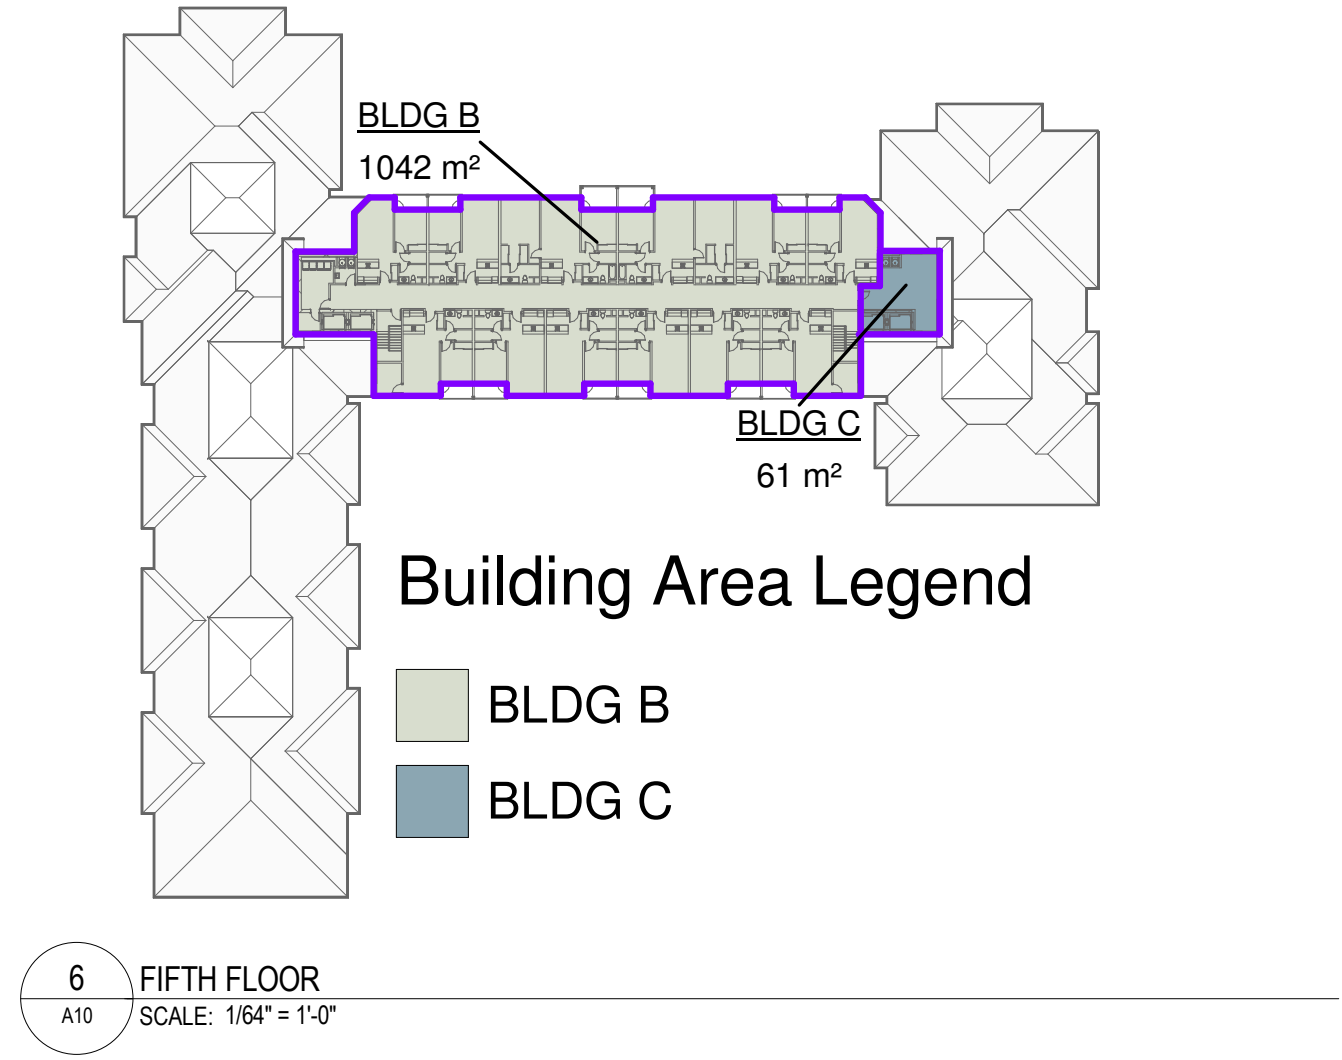 BLDG B
1042 m²
BLDG C
61 m²
Building Area Legend
BLDG B
BLDG C
6
A10
FIFTH FLOOR
SCALE: 1/64" = 1'-0"